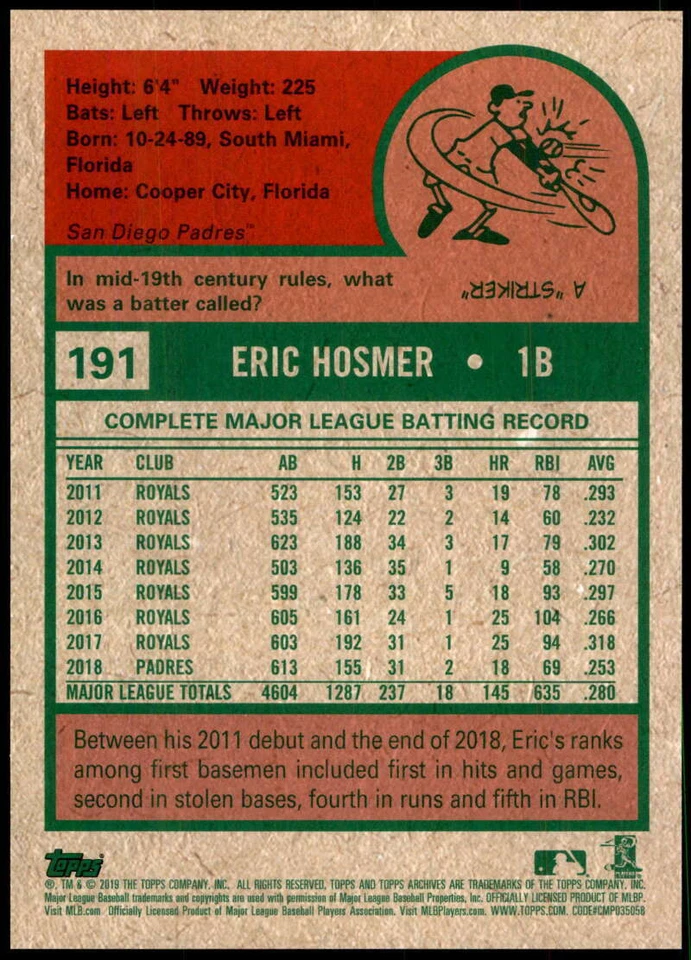 Height: 6'4" Weight: 225
Bats: Left Throws: Left
Born: 10-24-89, South Miami,
Florida
Home: Cooper City, Florida
San Diego Padres™
In mid-19th century rules, what
was a batter called?
A "STRIKER"
191 ERIC HOSMER • 1B
COMPLETE MAJOR LEAGUE BATTING RECORD
YEAR CLUB AB H 2B 3B HR RBI AVG
2011 ROYALS 523 153 27 3 19 78 .293
2012 ROYALS 535 124 22 2 14 60 .232
2013 ROYALS 623 188 34 3 17 79 .302
2014 ROYALS 503 136 35 1 9 58 .270
2015 ROYALS 599 178 33 5 18 93 .297
2016 ROYALS 605 161 24 1 25 104 .266
2017 ROYALS 603 192 31 1 25 94 .318
2018 PADRES 613 155 31 2 18 69 .253
MAJOR LEAGUE TOTALS 4604 1287 237 18 145 635 .280
Between his 2011 debut and the end of 2018, Eric's ranks
among first basemen included first in hits and games,
second in stolen bases, fourth in runs and fifth in RBI.
topps
®, TM & © 2019 THE TOPPS COMPANY, INC. ALL RIGHTS RESERVED, TOPPS AND TOPPS ARCHIVES ARE TRADEMARKS OF THE TOPPS COMPANY, INC.
Major League Baseball trademarks and copyrights are used with permission of Major League Baseball Properties, Inc. OFFICIALLY LICENSED PRODUCT OF MLBP.
Visit MLB.com. Officially Licensed Product of Major League Baseball Players Association. Visit MLBPlayers.com. WWW.TOPPS.COM. CODE#CMP035058